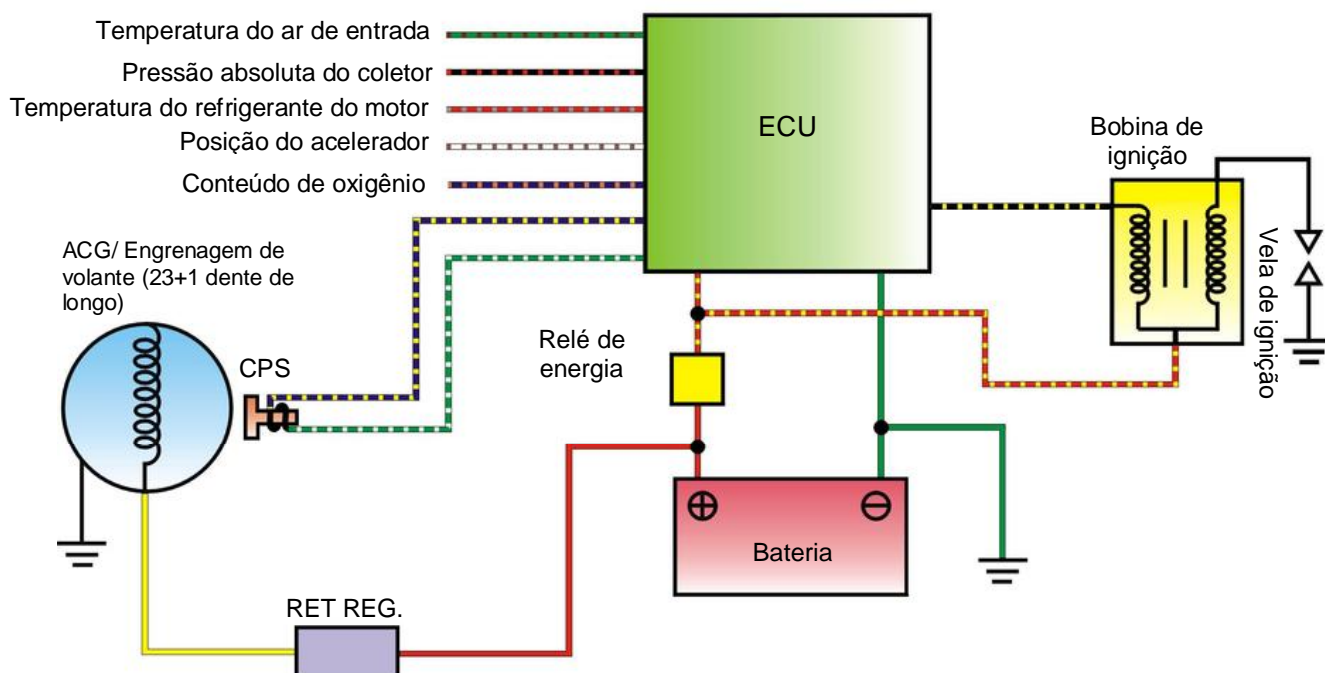 Temperatura do ar de entrada
Pressão absoluta do coletor
Temperatura do refrigerante do motor
Posição do acelerador
Conteúdo de oxigênio
ECU
Bobina de
ignição
Vela de ignição
ACG/ Engrenagem de
volante (23+1 dente de
longo)
CPS
Relé de
energia
Bateria
RET REG.